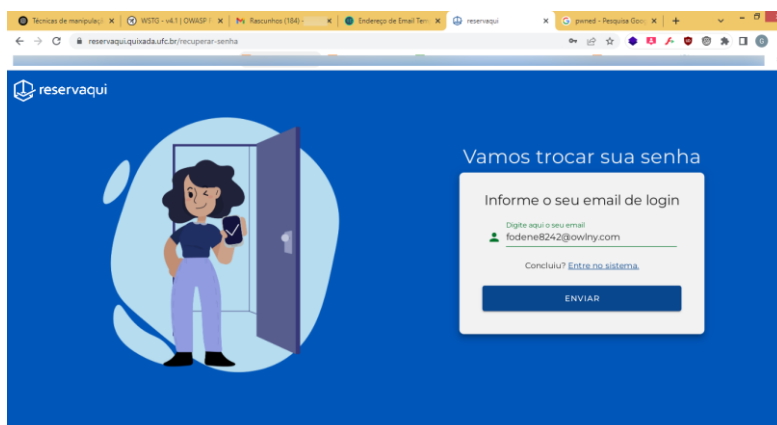 Técnicas de manipulaçã
WSTG - v4.1 | OWASP F
Rascunhos (184) -
Endereço de Email Tem
reservaqui
pwned - Pesquisa Goog
reservaqui.quixada.ufc.br/recuperar-senha
reservaqui
Vamos trocar sua senha
Informe o seu email de login
Digite aqui o seu email
fodene8242@owlny.com
Concluiu? Entre no sistema.
ENVIAR